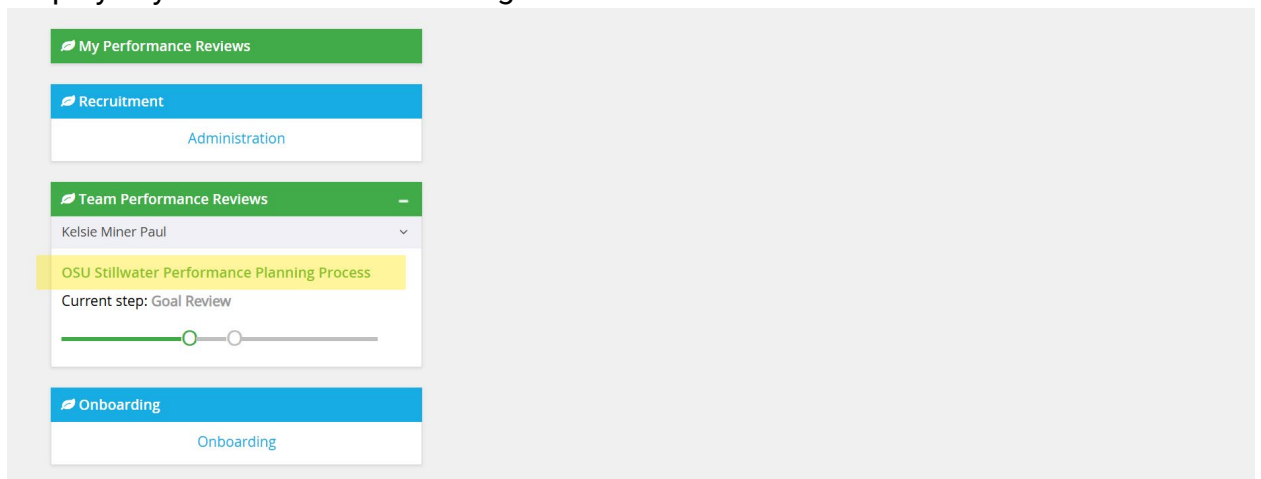 My Performance Reviews
Recruitment
Administration
Team Performance Reviews
Kelsie Miner Paul
OSU Stillwater Performance Planning Process
Current step: Goal Review
Onboarding
Onboarding